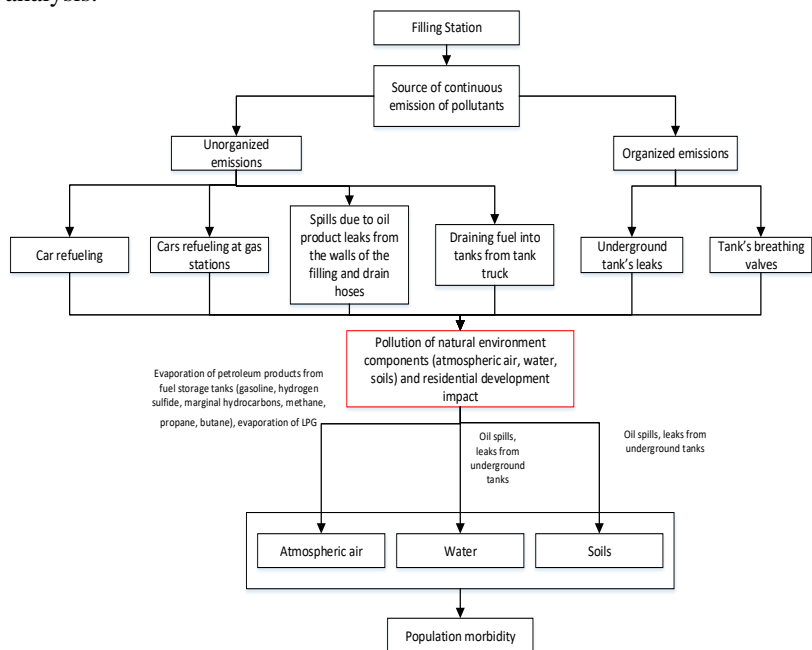 analysis.
Filling Station
Source of continuous
emission of pollutants
Unorganized
emissions
Organized emissions
Car refueling
Cars refueling at gas
stations
Spills due to oil
product leaks from
the walls of the
filling and drain
hoses
Draining fuel into
tanks from tank
truck
Underground
tank's leaks
Tank's breathing
valves
Pollution of natural environment
components (atmospheric air, water,
soils) and residential development
impact
Evaporation of petroleum products from
fuel storage tanks (gasoline, hydrogen
sulfide, marginal hydrocarbons, methane,
propane, butane), evaporation of LPG
Oil spills,
leaks from
underground
tanks
Oil spills, leaks from
underground tanks
Atmospheric air
Water
Soils
Population morbidity